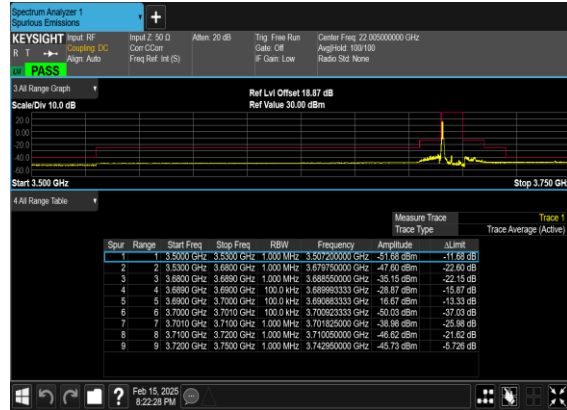 Spectrum Analyzer 1
Spurious Emissions
KEYSIGHT Input: RF Input Z: 50 Ω Atten: 20 dB Trig: Free Run Center Freq: 22.005000000 GHz
R T Coupling: DC Corr CCorr Gate: Off Avg|Hold: 100/100
Align: Auto Freq Ref: Int (S) IF Gain: Low Radio Std: None
PASS
3 All Range Graph
Ref Lvl Offset 18.87 dB
Scale/Div 10.0 dB Ref Value 30.00 dBm
20.0
0.00
-20.0
-40.0
-60.0
Start 3.500 GHz Stop 3.750 GH
4 All Range Table
Measure Trace Trace 1
Trace Type Trace Average (Active)
Spur Range Start Freq Stop Freq RBW Frequency Amplitude ΔLimit
1 1 3.5000 GHz 3.5300 GHz 1.000 MHz 3.507200000 GHz -51.68 dBm -11.68 dB
2 2 3.5300 GHz 3.6800 GHz 1.000 MHz 3.679750000 GHz -47.60 dBm -22.60 dB
3 3 3.6800 GHz 3.6890 GHz 1.000 MHz 3.688550000 GHz -35.15 dBm -22.15 dB
4 4 3.6890 GHz 3.6900 GHz 100.0 kHz 3.689993333 GHz -28.87 dBm -15.87 dB
5 5 3.6900 GHz 3.7000 GHz 100.0 kHz 3.690883333 GHz 16.67 dBm -13.33 dB
6 6 3.7000 GHz 3.7010 GHz 100.0 kHz 3.700923333 GHz -50.03 dBm -37.03 dB
7 7 3.7010 GHz 3.7100 GHz 1.000 MHz 3.701825000 GHz -38.98 dBm -25.98 dB
8 8 3.7100 GHz 3.7200 GHz 1.000 MHz 3.710050000 GHz -46.62 dBm -21.62 dB
9 9 3.7200 GHz 3.7500 GHz 1.000 MHz 3.742950000 GHz -45.73 dBm -5.726 dB
Feb 15, 2025
8:22:28 PM